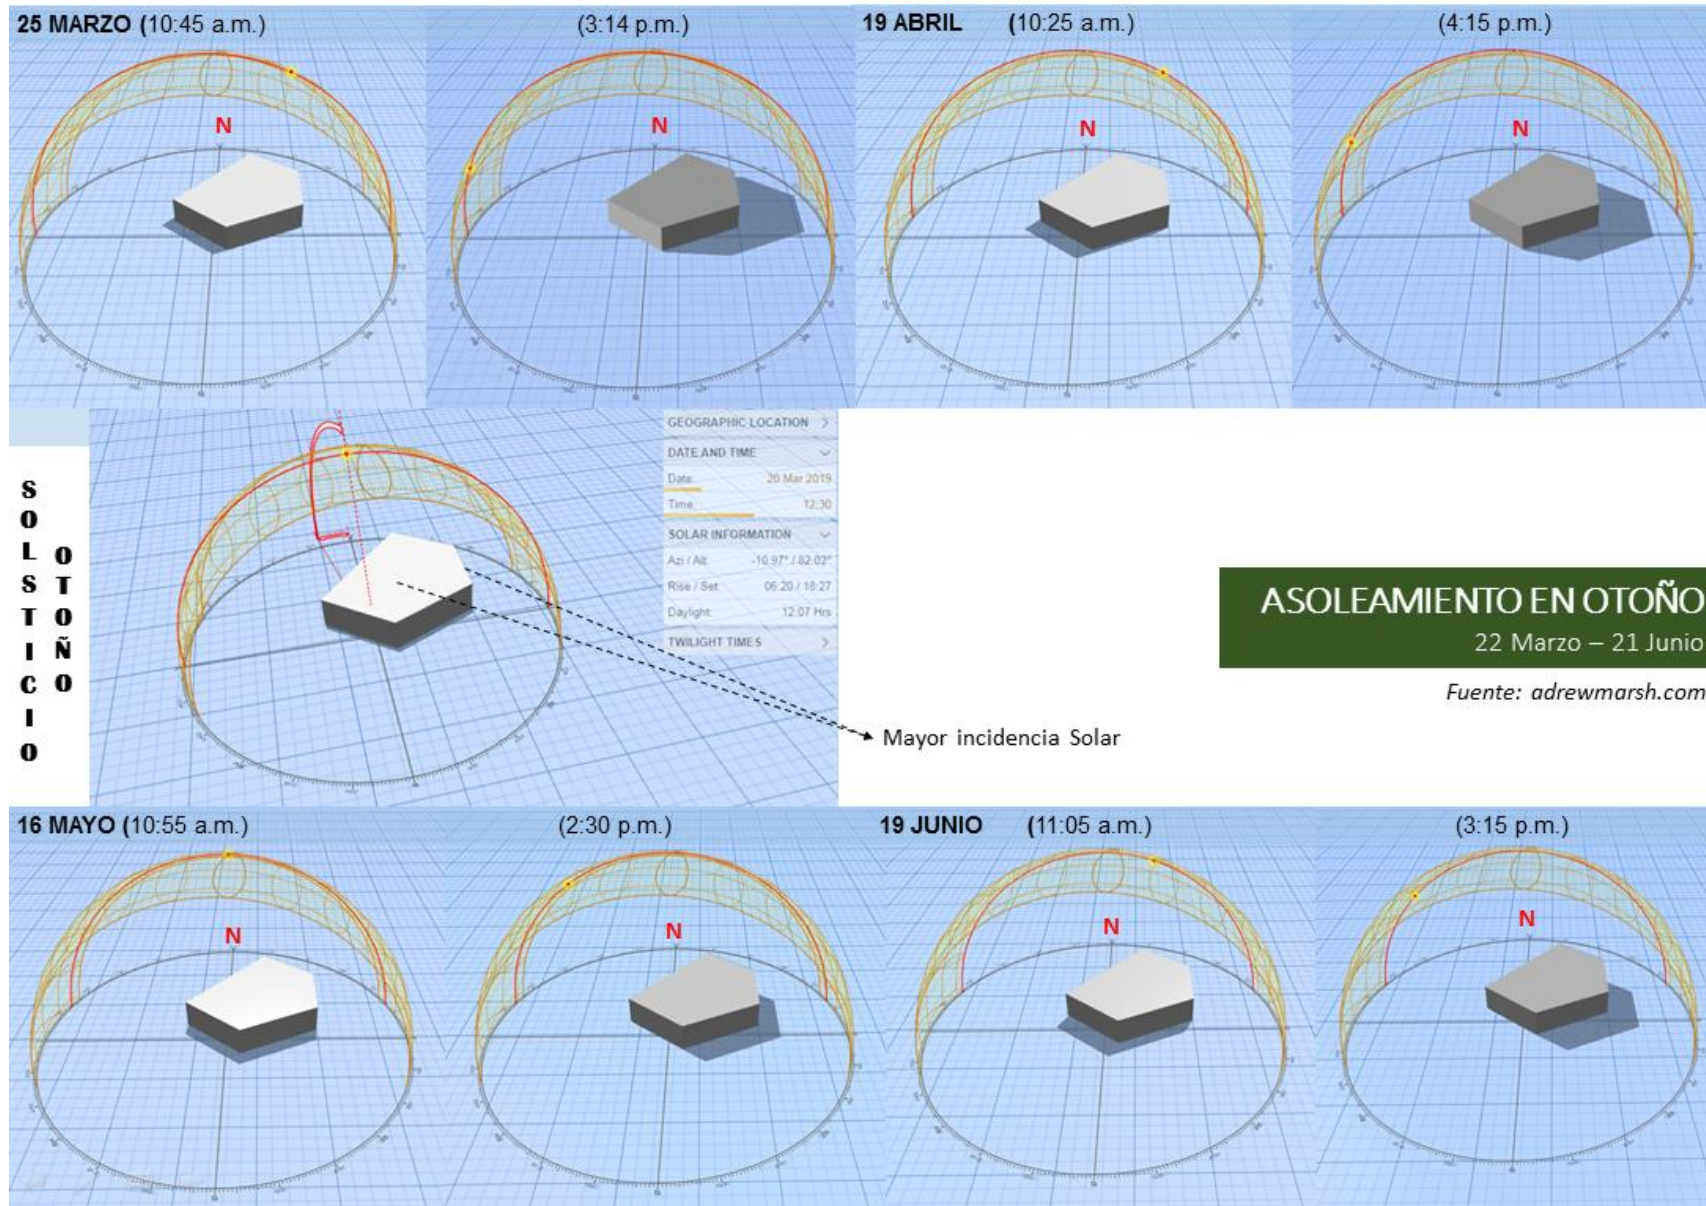 25 MARZO (10:45 a.m.)
(3:14 p.m.)
19 ABRIL (10:25 a.m.)
(4:15 p.m.)
N
N
N
N
SOLSTICIO
OTOÑO
GEOGRAPHIC LOCATION
DATE AND TIME
Date: 20 Mar 2019
Time: 12:30
SOLAR INFORMATION
Azi / Alt: -10.97° / 82.02°
Rise / Set: 06:20 / 18:27
Daylight: 12:07 Hrs
TWILIGHT TIMES
ASOLEAMIENTO EN OTOÑO
22 Marzo – 21 Junio
Fuente: adrewmarsh.com
Mayor incidencia Solar
16 MAYO (10:55 a.m.)
(2:30 p.m.)
19 JUNIO (11:05 a.m.)
(3:15 p.m.)
N
N
N
N